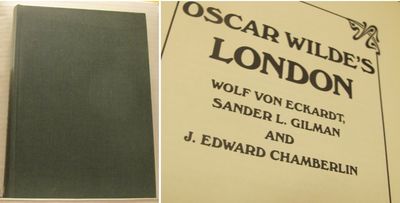 OSCAR WILDE'S
LONDON
WOLF VON ECKARDT,
SANDER L. GILMAN
AND
J. EDWARD CHAMBERLIN